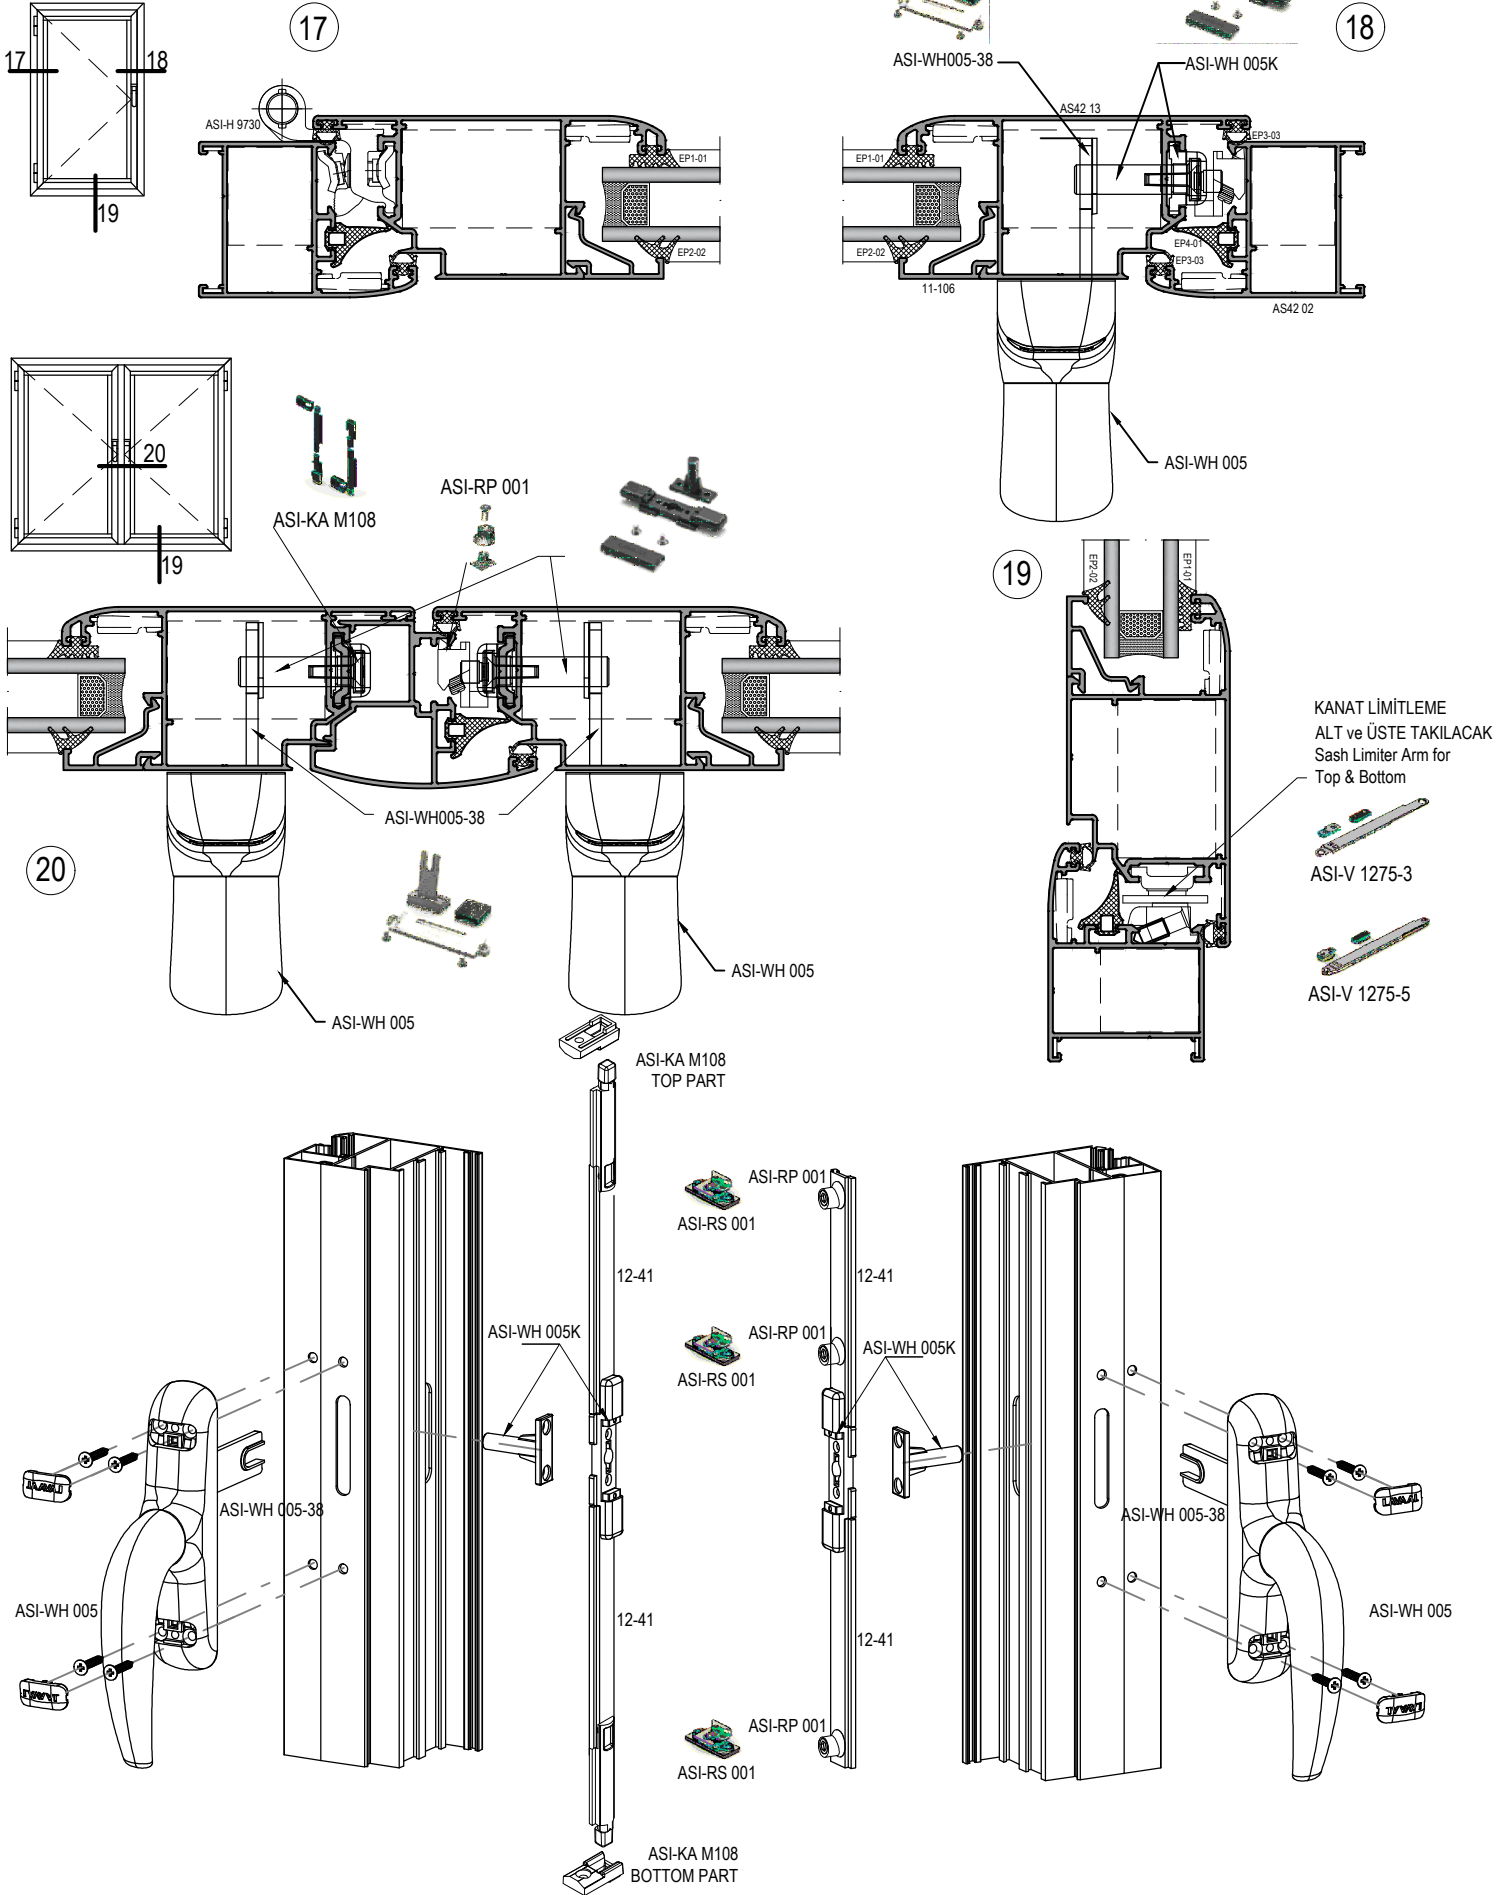 17
18
17
18
19
ASI-H 9730
EP1-01
EP2-02
ASI-WH005-38
ASI-WH 005K
AS42 13
EP3-03
EP1-01
EP2-02
EP4-01
EP3-03
11-106
AS42 02
ASI-WH 005
20
19
ASI-KA M108
ASI-RP 001
ASI-WH005-38
20
ASI-WH 005
ASI-WH 005
19
EP2-02
EP1-01
KANAT LİMİTLEME
ALT ve ÜSTE TAKILACAK
Sash Limiter Arm for
Top & Bottom
ASI-V 1275-3
ASI-V 1275-5
ASI-KA M108
TOP PART
ASI-RP 001
ASI-RS 001
12-41
12-41
ASI-WH 005K
ASI-RP 001
ASI-WH 005K
ASI-RS 001
ASI-WH 005-38
ASI-WH 005-38
ASI-WH 005
12-41
12-41
ASI-WH 005
ASI-RP 001
ASI-RS 001
ASI-KA M108
BOTTOM PART